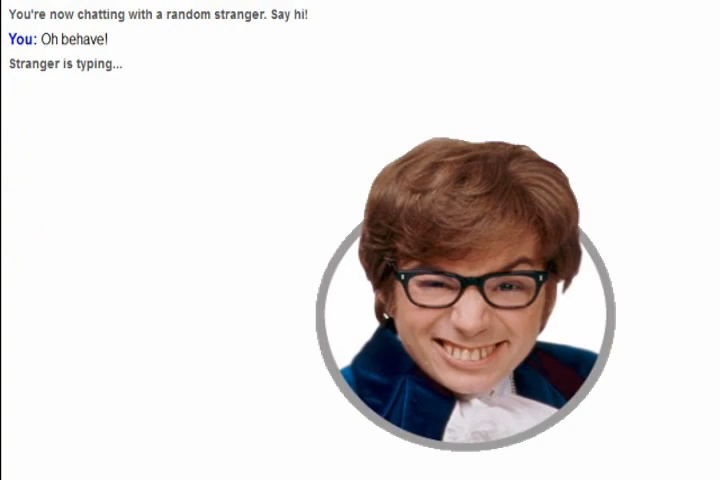 You're now chatting with a random stranger. Say hi!
You: Oh behave!
Stranger is typing...